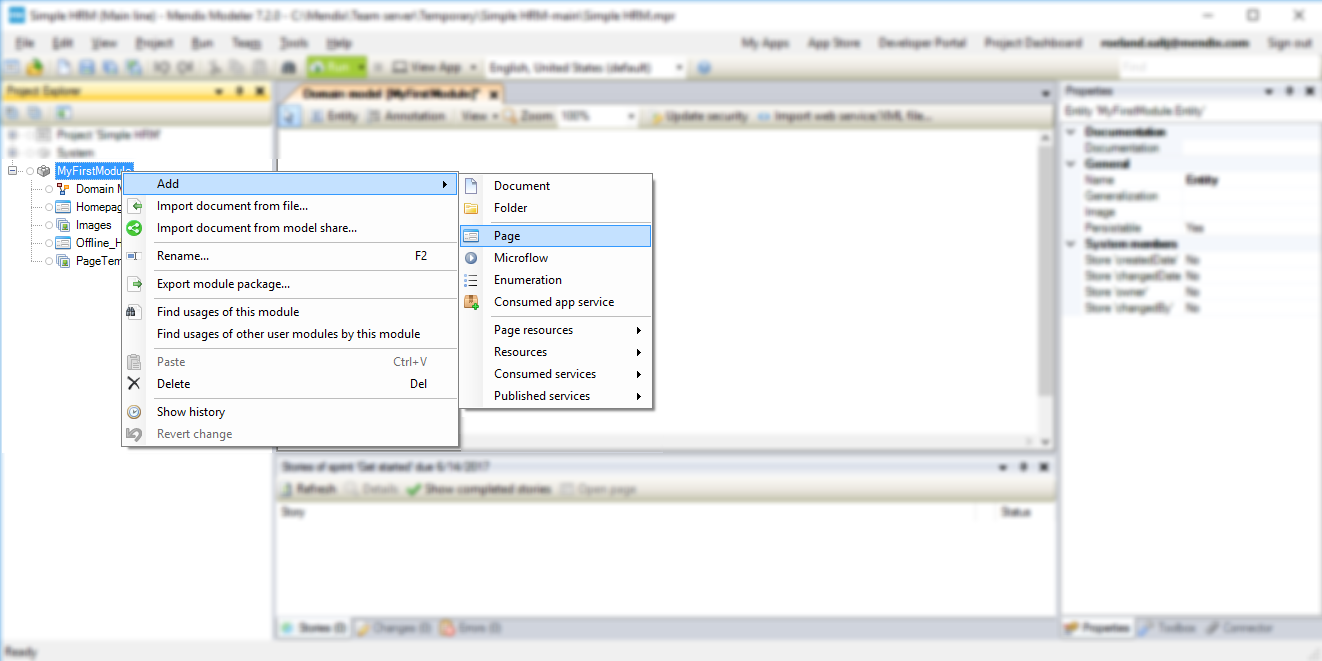 Simple HRM (Main line) - Mendix Modeler 7.2.0 - C:\Mendix\Team server\Temporary\Simple HRM-main\Simple HRM.mpr
File Edit View Project Run Team Tools Help My Apps App Store Developer Portal Project Dashboard Sign out
Run View App English, United States (default) Find
Project Explorer
Domain model [MyFirstModule]*
Properties
Entity Annotation View Zoom 100% Update security Import web service/XML file...
Entity 'MyFirstModule.Entity'
Project 'Simple HRM'
System
MyFirstModule
Domain M
Homepag
Images
Offline_H
PageTem
Add
Import document from file...
Import document from model share...
Rename... F2
Export module package...
Find usages of this module
Find usages of other user modules by this module
Paste Ctrl+V
Delete Del
Show history
Revert change
Document
Folder
Page
Microflow
Enumeration
Consumed app service
Page resources
Resources
Consumed services
Published services
Documentation
Documentation
General
Name Entity
Generalization
Image
Persistable Yes
System members
Store 'createdDate' No
Store 'changedDate' No
Store 'owner' No
Store 'changedBy' No
Stories of sprint 'Get started' due 6/14/2017
Refresh Details Show completed stories Open page
Story Status
Stories (0) Changes (0) Errors (0)
Properties Toolbox Connector
Ready